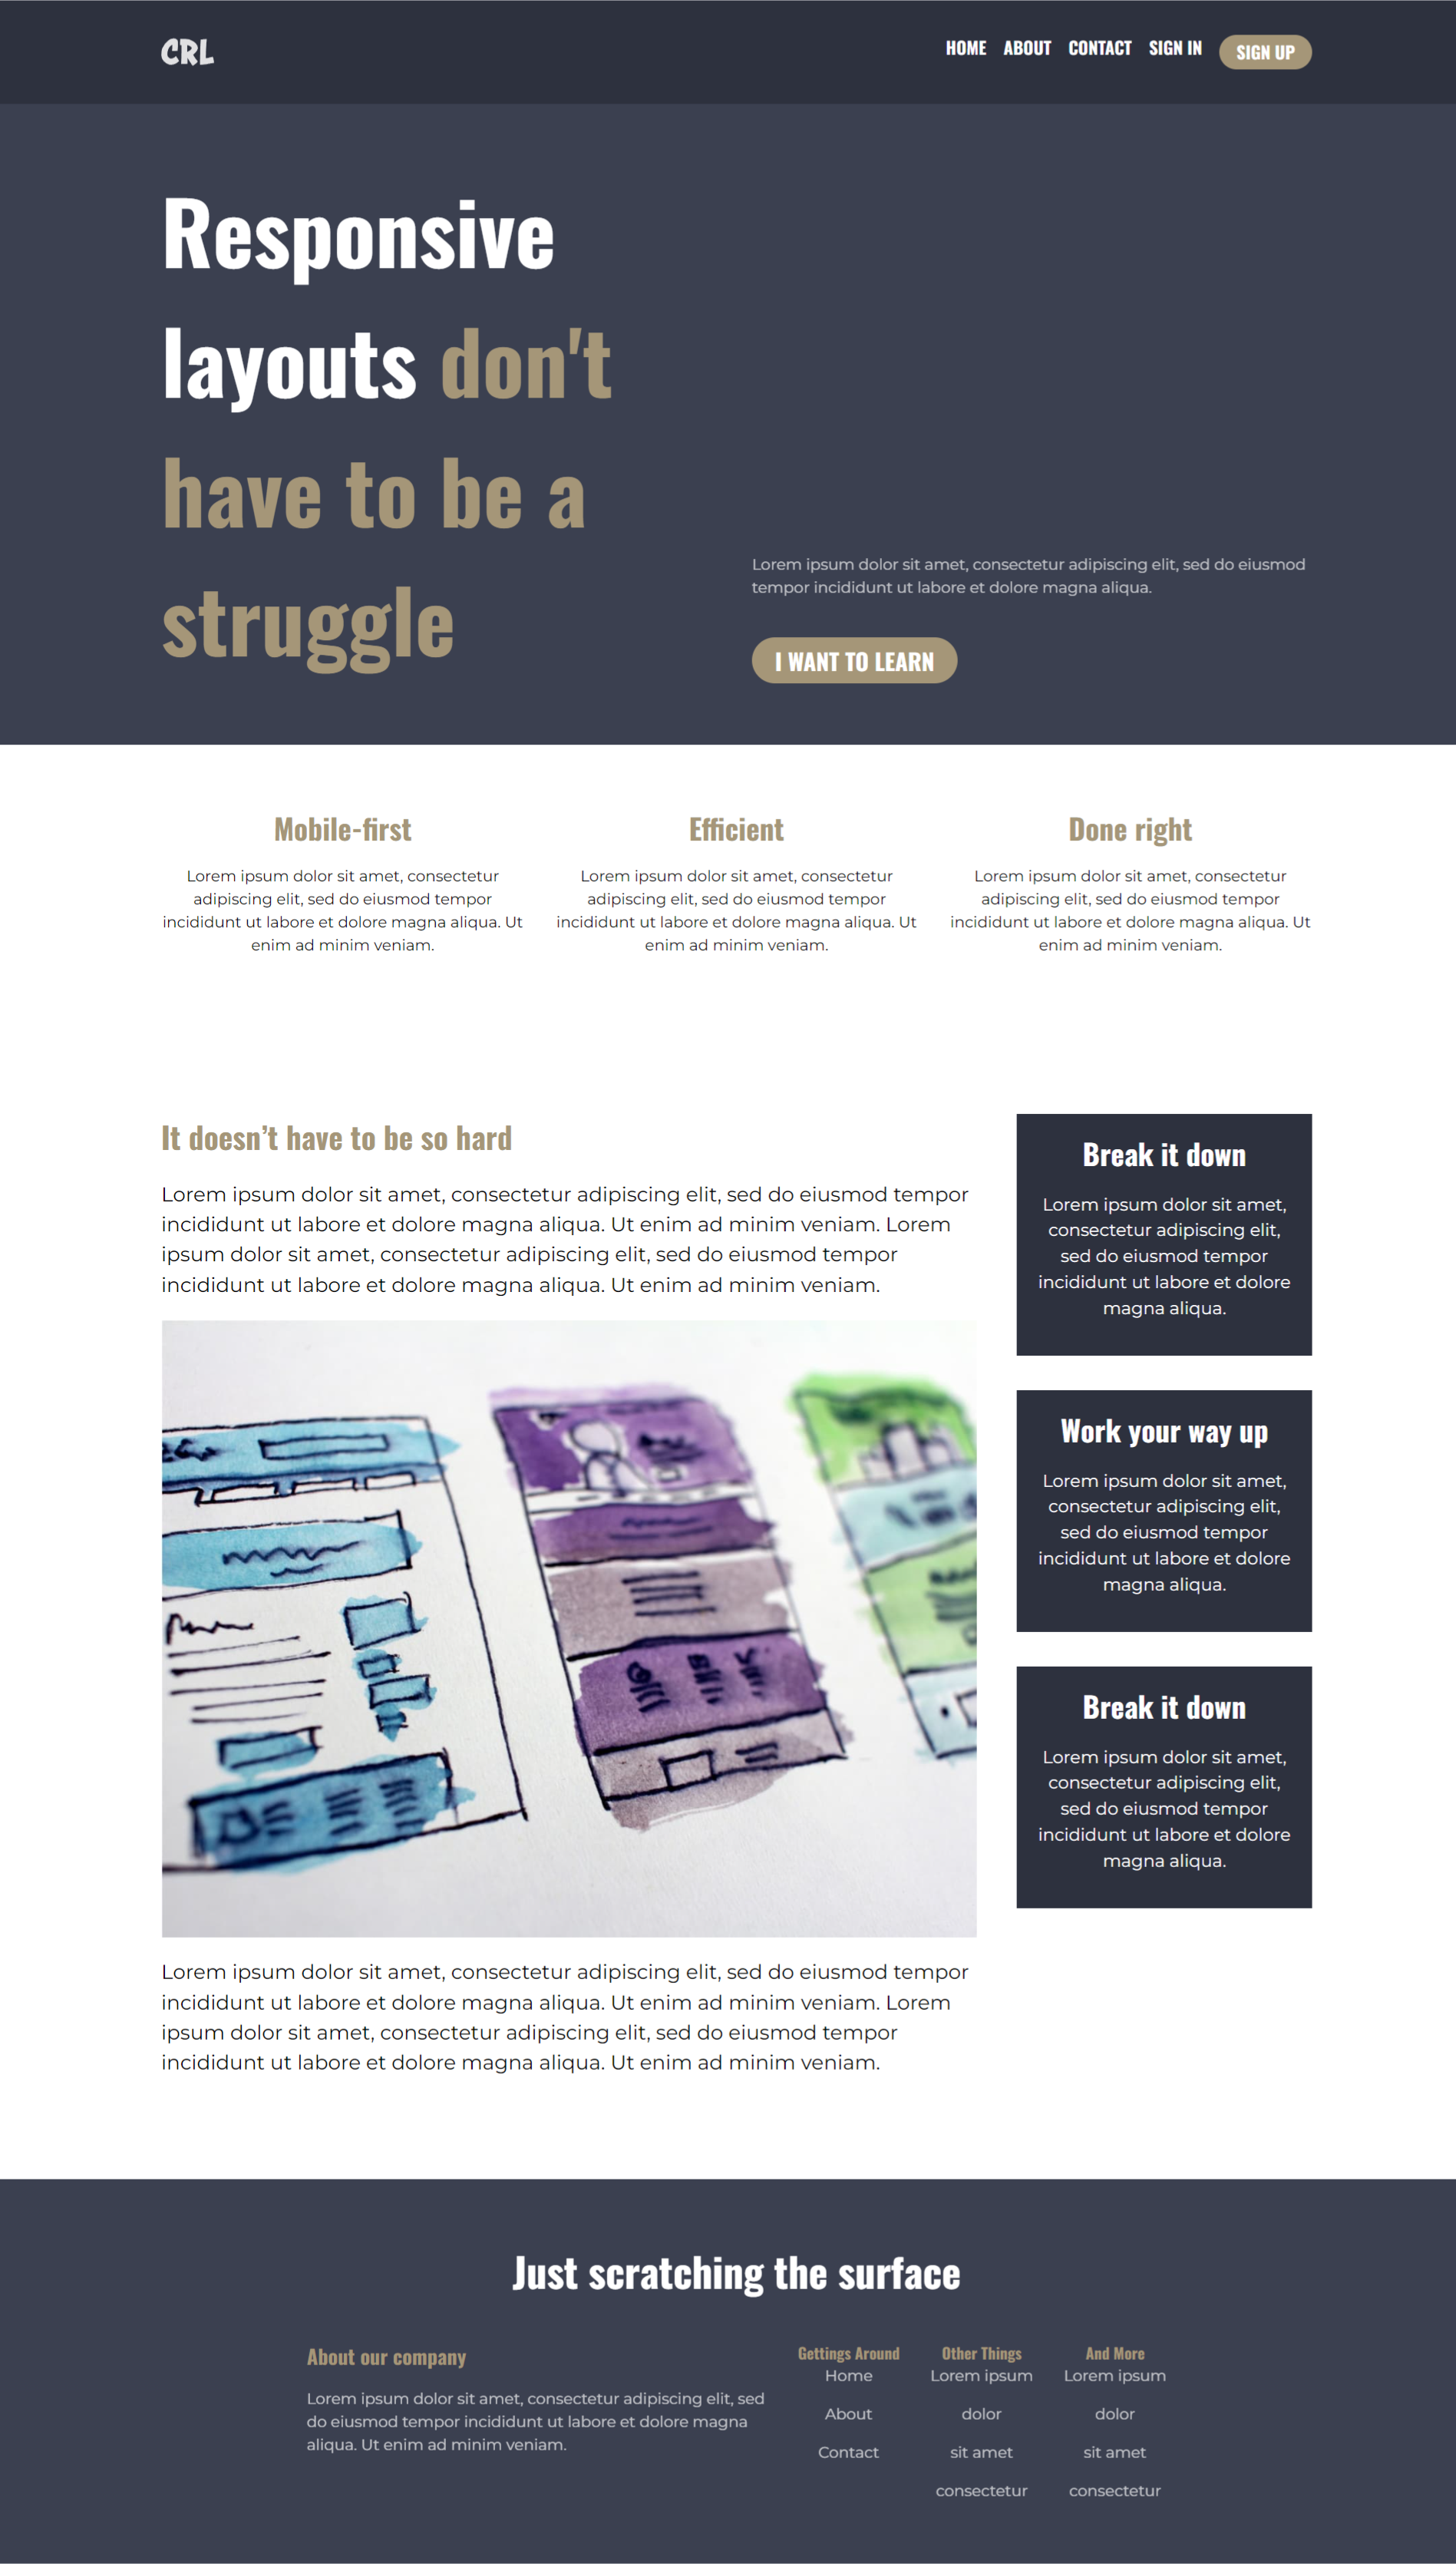 CRL
HOME ABOUT CONTACT SIGN IN SIGN UP
Responsive
layouts don't
have to be a
struggle
Lorem ipsum dolor sit amet, consectetur adipiscing elit, sed do eiusmod
tempor incididunt ut labore et dolore magna aliqua.
I WANT TO LEARN
Mobile-first
Lorem ipsum dolor sit amet, consectetur
adipiscing elit, sed do eiusmod tempor
incididunt ut labore et dolore magna aliqua. Ut
enim ad minim veniam.
Efficient
Lorem ipsum dolor sit amet, consectetur
adipiscing elit, sed do eiusmod tempor
incididunt ut labore et dolore magna aliqua. Ut
enim ad minim veniam.
Done right
Lorem ipsum dolor sit amet, consectetur
adipiscing elit, sed do eiusmod tempor
incididunt ut labore et dolore magna aliqua. Ut
enim ad minim veniam.
It doesn’t have to be so hard
Lorem ipsum dolor sit amet, consectetur adipiscing elit, sed do eiusmod tempor
incididunt ut labore et dolore magna aliqua. Ut enim ad minim veniam. Lorem
ipsum dolor sit amet, consectetur adipiscing elit, sed do eiusmod tempor
incididunt ut labore et dolore magna aliqua. Ut enim ad minim veniam.
Lorem ipsum dolor sit amet, consectetur adipiscing elit, sed do eiusmod tempor
incididunt ut labore et dolore magna aliqua. Ut enim ad minim veniam. Lorem
ipsum dolor sit amet, consectetur adipiscing elit, sed do eiusmod tempor
incididunt ut labore et dolore magna aliqua. Ut enim ad minim veniam.
Break it down
Lorem ipsum dolor sit amet,
consectetur adipiscing elit,
sed do eiusmod tempor
incididunt ut labore et dolore
magna aliqua.
Work your way up
Lorem ipsum dolor sit amet,
consectetur adipiscing elit,
sed do eiusmod tempor
incididunt ut labore et dolore
magna aliqua.
Break it down
Lorem ipsum dolor sit amet,
consectetur adipiscing elit,
sed do eiusmod tempor
incididunt ut labore et dolore
magna aliqua.
Just scratching the surface
About our company
Lorem ipsum dolor sit amet, consectetur adipiscing elit, sed
do eiusmod tempor incididunt ut labore et dolore magna
aliqua. Ut enim ad minim veniam.
Gettings Around
Home
About
Contact
Other Things
Lorem ipsum
dolor
sit amet
consectetur
And More
Lorem ipsum
dolor
sit amet
consectetur